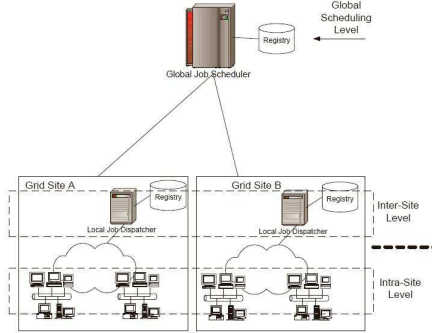 Global
Scheduling
Level
Registry
Global Job Scheduler
Grid Site A
Registry
Local Job Dispatcher
Grid Site B
Registry
Local Job Dispatcher
Inter-Site
Level
Intra-Site
Level